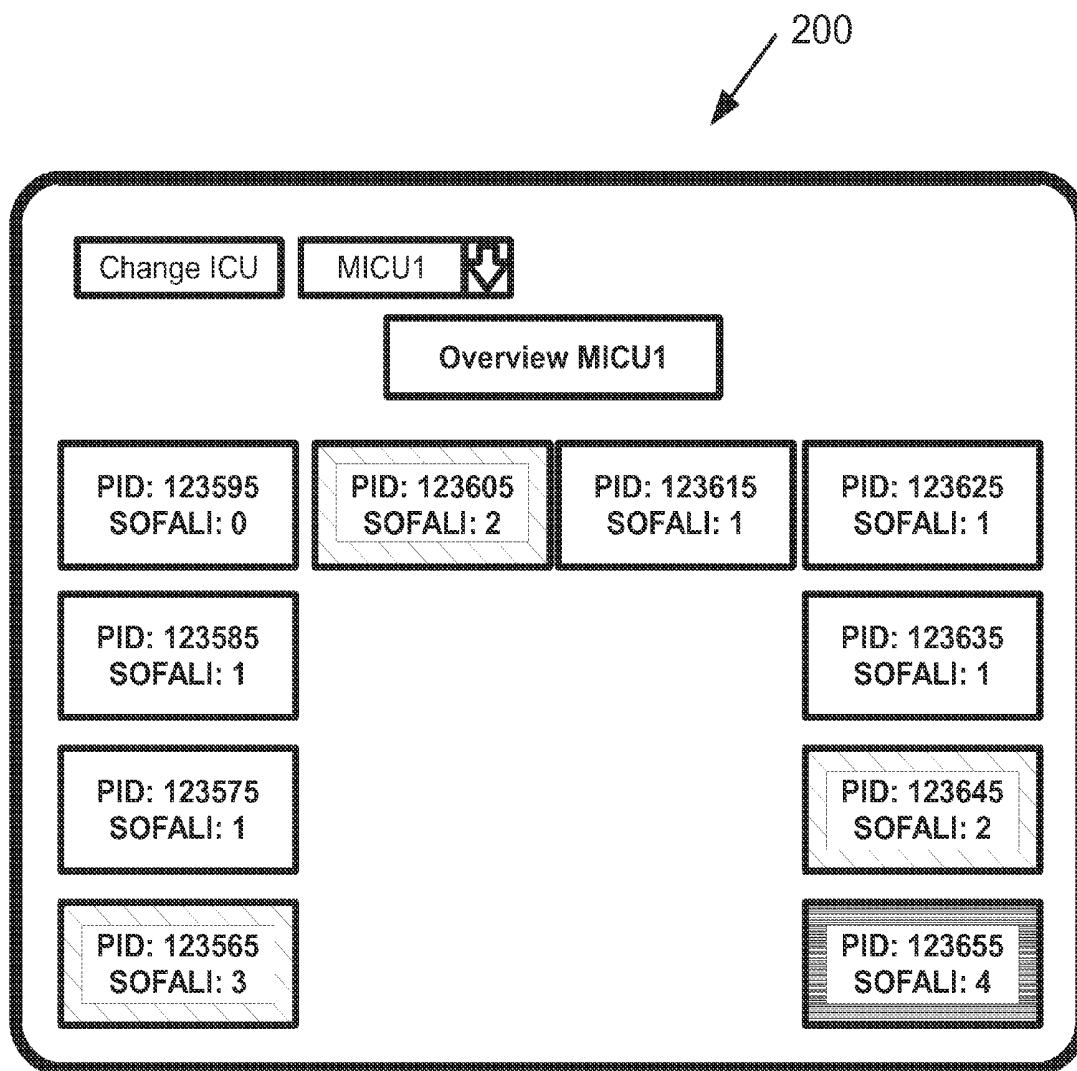 200
Change ICU MICU1
Overview MICU1
PID: 123595
SOFALI: 0
PID: 123605
SOFALI: 2
PID: 123615
SOFALI: 1
PID: 123625
SOFALI: 1
PID: 123585
SOFALI: 1
PID: 123635
SOFALI: 1
PID: 123575
SOFALI: 1
PID: 123645
SOFALI: 2
PID: 123565
SOFALI: 3
PID: 123655
SOFALI: 4